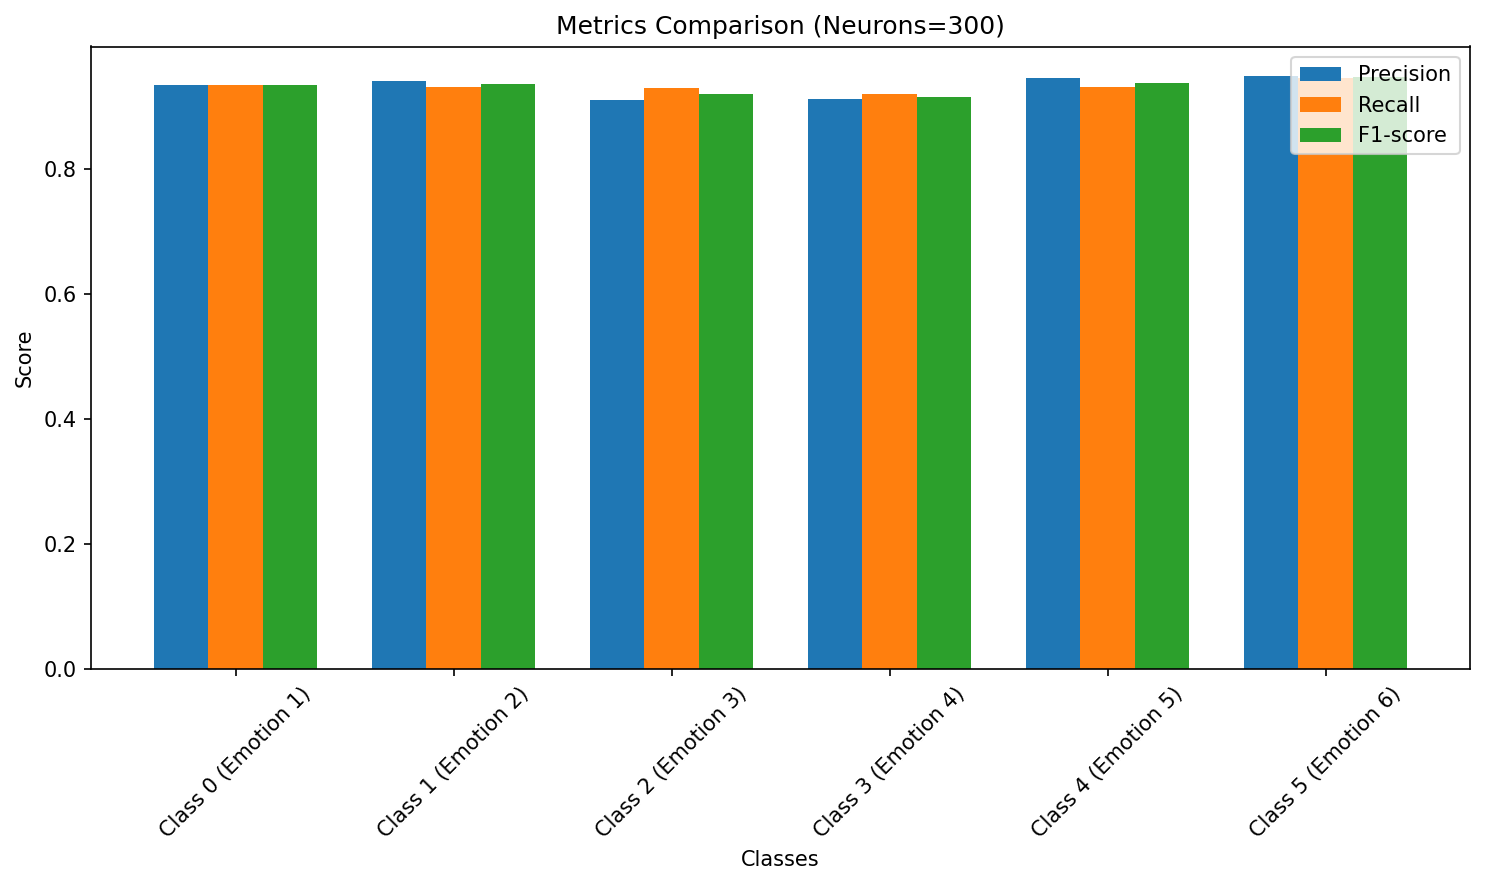 Metrics Comparison (Neurons=300)
Precision
Recall
F1-score
Score
0.8
0.6
0.4
0.2
0.0
Class 0 (Emotion 1)
Class 1 (Emotion 2)
Class 2 (Emotion 3)
Class 3 (Emotion 4)
Class 4 (Emotion 5)
Class 5 (Emotion 6)
Classes